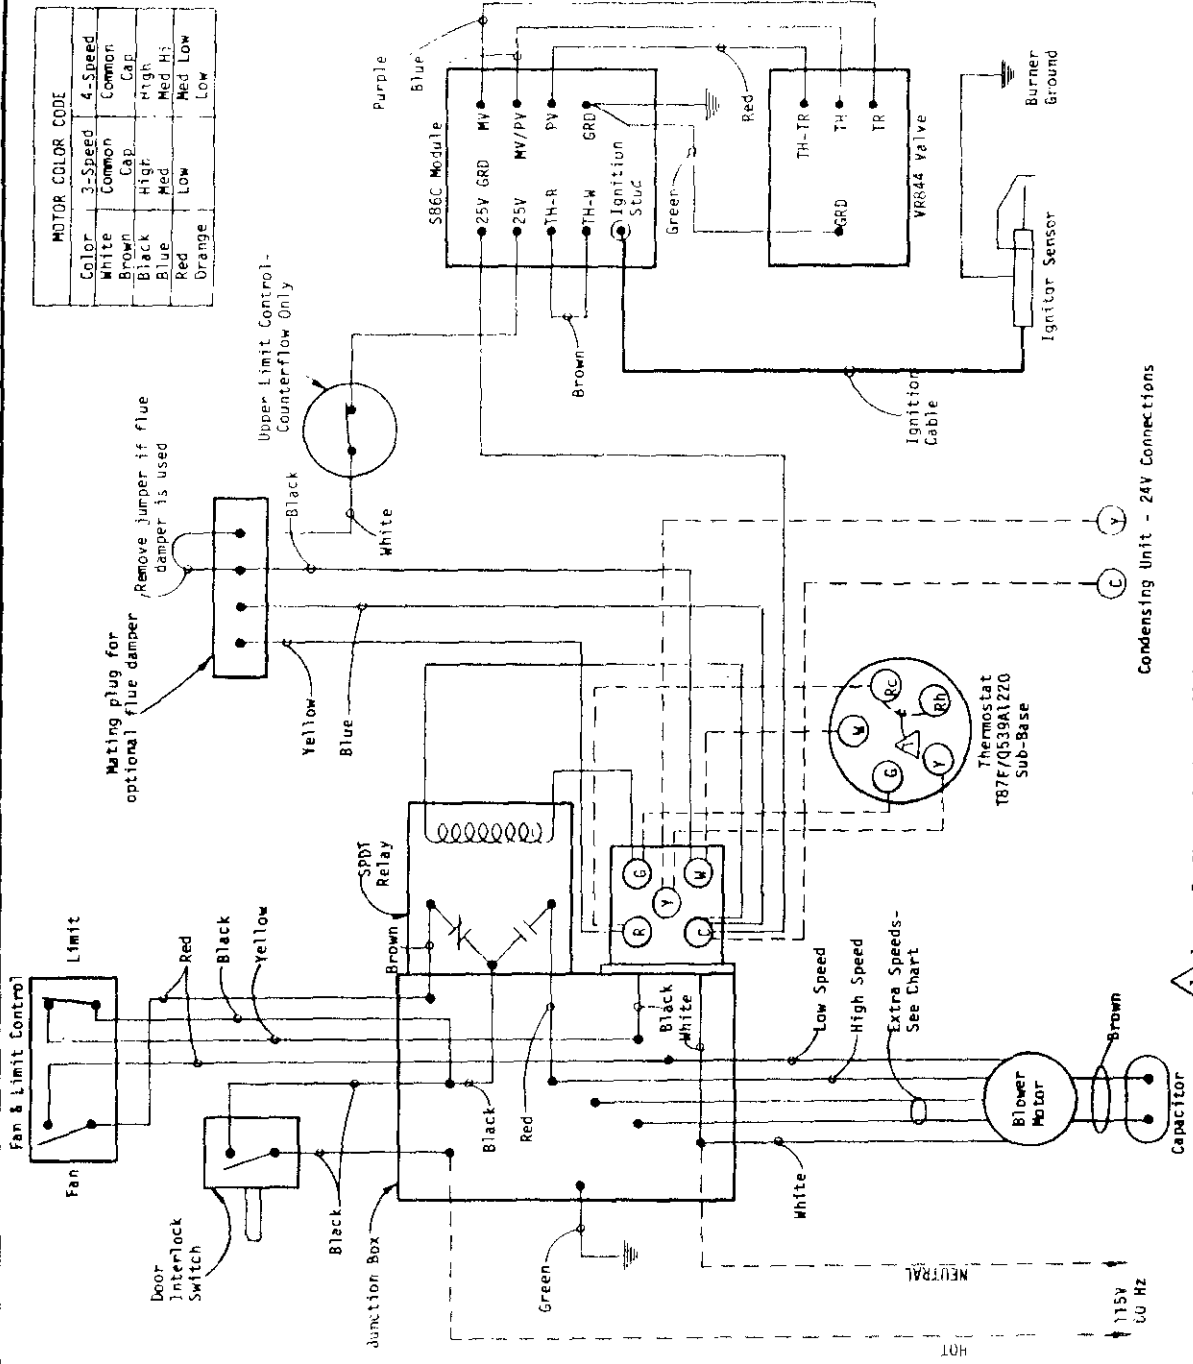 MOTOR COLOR CODE
Color 3-Speed 4-Speed
White Common Common
Brown Cap Cap
Black High High
Blue Med Med Hi
Red Low Med Low
Orange Low
Fan & Limit Control
Fan
Limit
Red
Black
Yellow
Door
Interlock
Switch
Black
Junction Box
Green
Brown
SPDT
Relay
Black
Red
Black
White
R
G
Y
C
W
Mating plug for
optional flue damper
Remove jumper if flue
damper is used
Yellow
Blue
Black
White
Upper Limit Control-
Counterflow Only
Purple
Blue
S86C Module
25V GRD
MV
25V
MV/PV
TH-R
PV
TH-W
GRD
Ignition
Stud
Brown
Green
Red
TH-TR
TH
TR
GRD
VR844 Valve
Ignition
Cable
Ignitor Sensor
Burner
Ground
Condensing Unit - 24V Connections
C
Y
Thermostat
T87F/Q539A1220
Sub-Base
G
W
Rc
Rh
Y
1
Low Speed
High Speed
Extra Speeds-
See Chart
White
Blower
Motor
Brown
Capacitor
NEUTRAL
HOT
115V
60 Hz